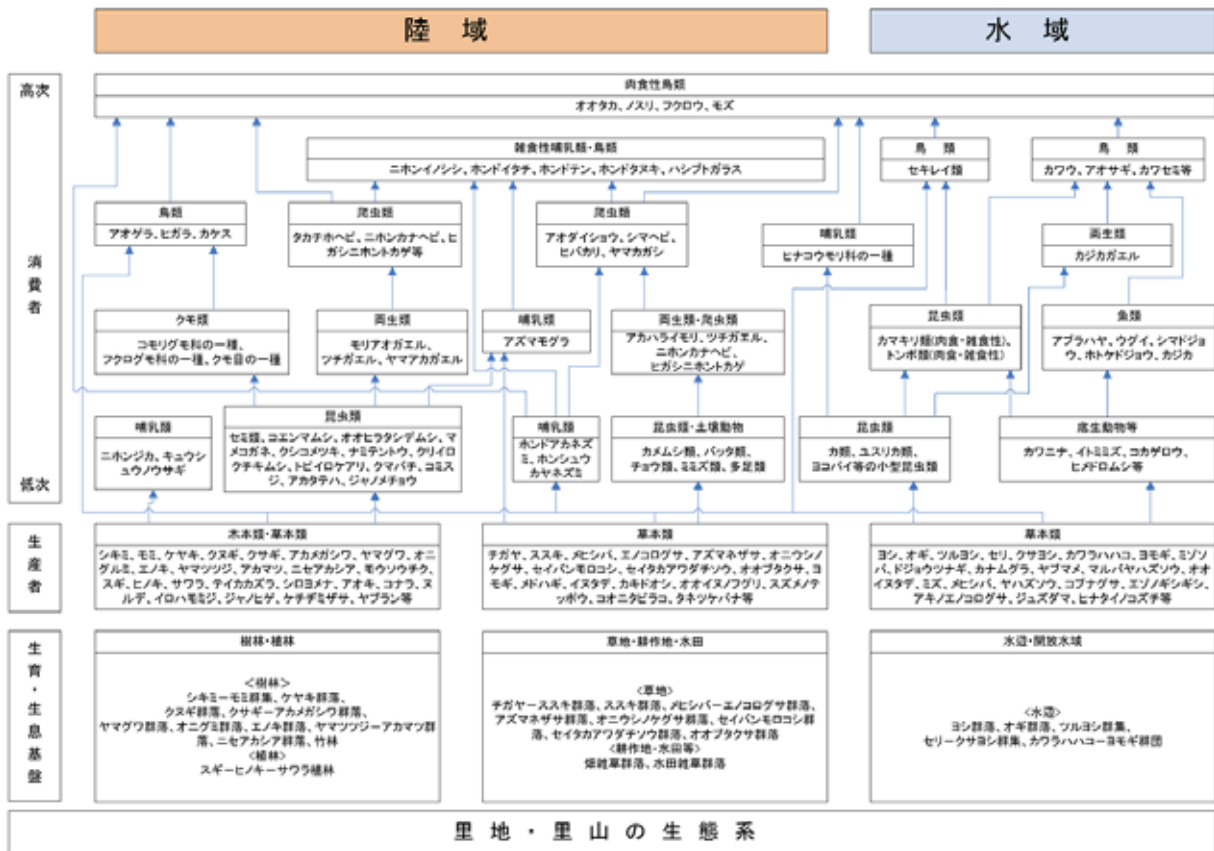 陸域
水域
高次
消費者
低次
肉食性鳥類
オオタカ、ノスリ、フクロウ、モズ
雑食性哺乳類・鳥類
ニホンイノシシ、ホンドイタチ、ホンドテン、ホンドタヌキ、ハシブトガラス
鳥類
セキレイ類
鳥類
カワウ、アオサギ、カワセミ等
鳥類
アオゲラ、ヒガラ、カケス
爬虫類
タカチホヘビ、ニホンカナヘビ、ヒ
ガシニホントカゲ等
爬虫類
アオダイショウ、シマヘビ、
ヒバカリ、ヤマカガシ
哺乳類
ヒナコウモリ科の一種
両生類
カジカガエル
クモ類
コモリグモ科の一種、
フクログモ科の一種、クモ目の一種
両生類
モリアオガエル、
ツチガエル、ヤマアカガエル
哺乳類
アズマモグラ
両生類・爬虫類
アカハライモリ、ツチガエル、
ニホンカナヘビ、
ヒガシニホントカゲ
昆虫類
カマキリ類(肉食・雑食性)、
トンボ類(肉食・雑食性)
魚類
アブラハヤ、ウグイ、シマドジョ
ウ、ホトケドジョウ、カジカ
哺乳類
ニホンジカ、キュウシ
ュウノウサギ
昆虫類
セミ類、コエンマムシ、オオヒラタシデムシ、マ
メコガネ、クシコメツキ、ナミテントウ、クリイロ
クチキムシ、トビイロケアリ、クマバチ、コミス
ジ、アカタテハ、ジャノメチョウ
哺乳類
ホンドアカネズ
ミ、ホンシュウ
カヤネズミ
昆虫類・土壌動物
カメムシ類、バッタ類、
チョウ類、ミミズ類、多足類
昆虫類
カ類、ユスリカ類、
ヨコバイ等の小型昆虫類
底生動物等
カワニナ、イトミミズ、コカゲロウ、
ヒメドロムシ等
生産者
木本類・草本類
シキミ、モミ、ケヤキ、クヌギ、クサギ、アカメガシワ、ヤマグワ、オニ
グルミ、エノキ、ヤマツツジ、アカマツ、ニセアカシア、モウソウチク、
スギ、ヒノキ、サワラ、テイカカズラ、シロヨメナ、アオキ、コナラ、ヌ
ルデ、イロハモミジ、ジャノヒゲ、ケチヂミザサ、ヤブラン等
草本類
チガヤ、ススキ、メヒシバ、エノコログサ、アズマネザサ、オニウシノ
ケグサ、セイバンモロコシ、セイタカアワダチソウ、オオブタクサ、ヨ
モギ、メドハギ、イヌタデ、カキドオシ、オオイヌノフグリ、スズメノテ
ッポウ、コオニタビラコ、タネツケバナ等
草本類
ヨシ、オギ、ツルヨシ、セリ、クサヨシ、カワラハハコ、ヨモギ、ミゾソ
バ、ドジョウツナギ、カナムグラ、ヤブマメ、マルバヤハズソウ、オオ
イヌタデ、ミズ、メヒシバ、ヤハズソウ、コブナグサ、エゾノギシギシ、
アキノエノコログサ、ジュズダマ、ヒナタイノコズチ等
生育・生息基盤
樹林・植林
<樹林>
シキミーモミ群集、ケヤキ群落、
クヌギ群落、クサギーアカメガシワ群落、
ヤマグワ群落、オニグミ群落、エノキ群落、ヤマツツジーアカマツ群
落、ニセアカシア群落、竹林
<植林>
スギーヒノキーサワラ植林
草地・耕作地・水田
<草地>
チガヤーススキ群落、ススキ群落、メヒシバーエノコログサ群落、
アズマネザサ群落、オニウシノケグサ群落、セイバンモロコシ群
落、セイタカアワダチソウ群落、オオブタクサ群落
<耕作地・水田等>
畑雑草群落、水田雑草群落
水辺・開放水域
<水辺>
ヨシ群落、オギ群落、ツルヨシ群集、
セリークサヨシ群集、カワラハハコーヨモギ群団
里地・里山の生態系